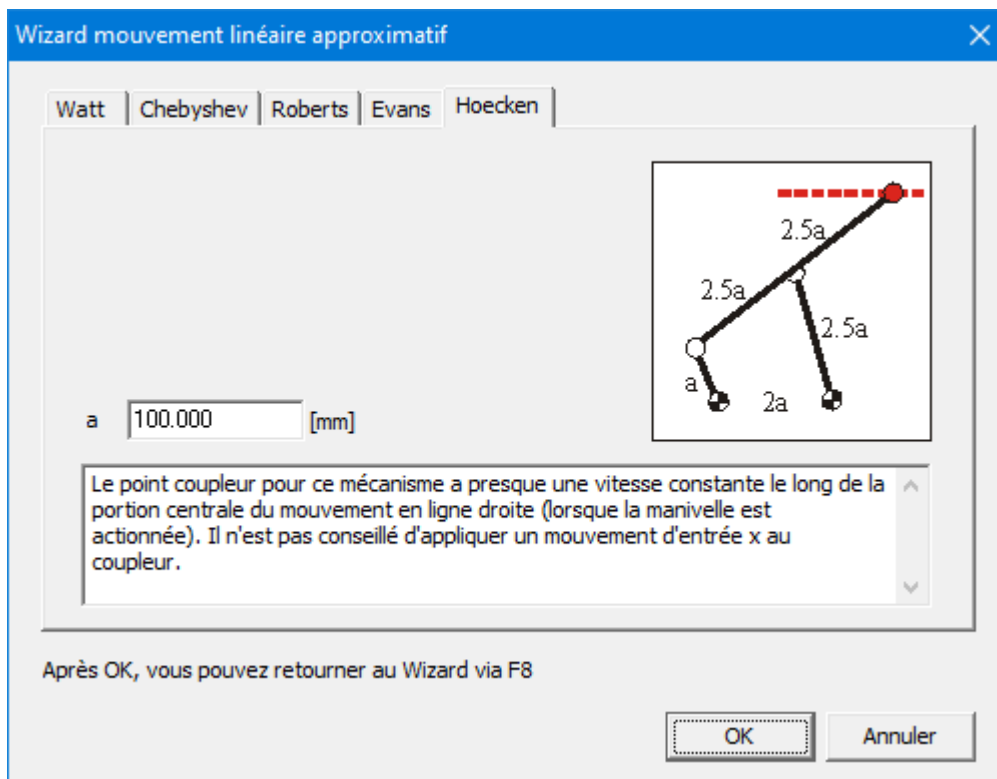 Wizard mouvement linéaire approximatif
Watt Chebyshev Roberts Evans Hoecken
2.5a
2.5a
2.5a
a 2a
a 100.000 [mm]
Le point coupleur pour ce mécanisme a presque une vitesse constante le long de la
portion centrale du mouvement en ligne droite (lorsque la manivelle est
actionnée). Il n'est pas conseillé d'appliquer un mouvement d'entrée x au
coupleur.
Après OK, vous pouvez retourner au Wizard via F8
OK Annuler